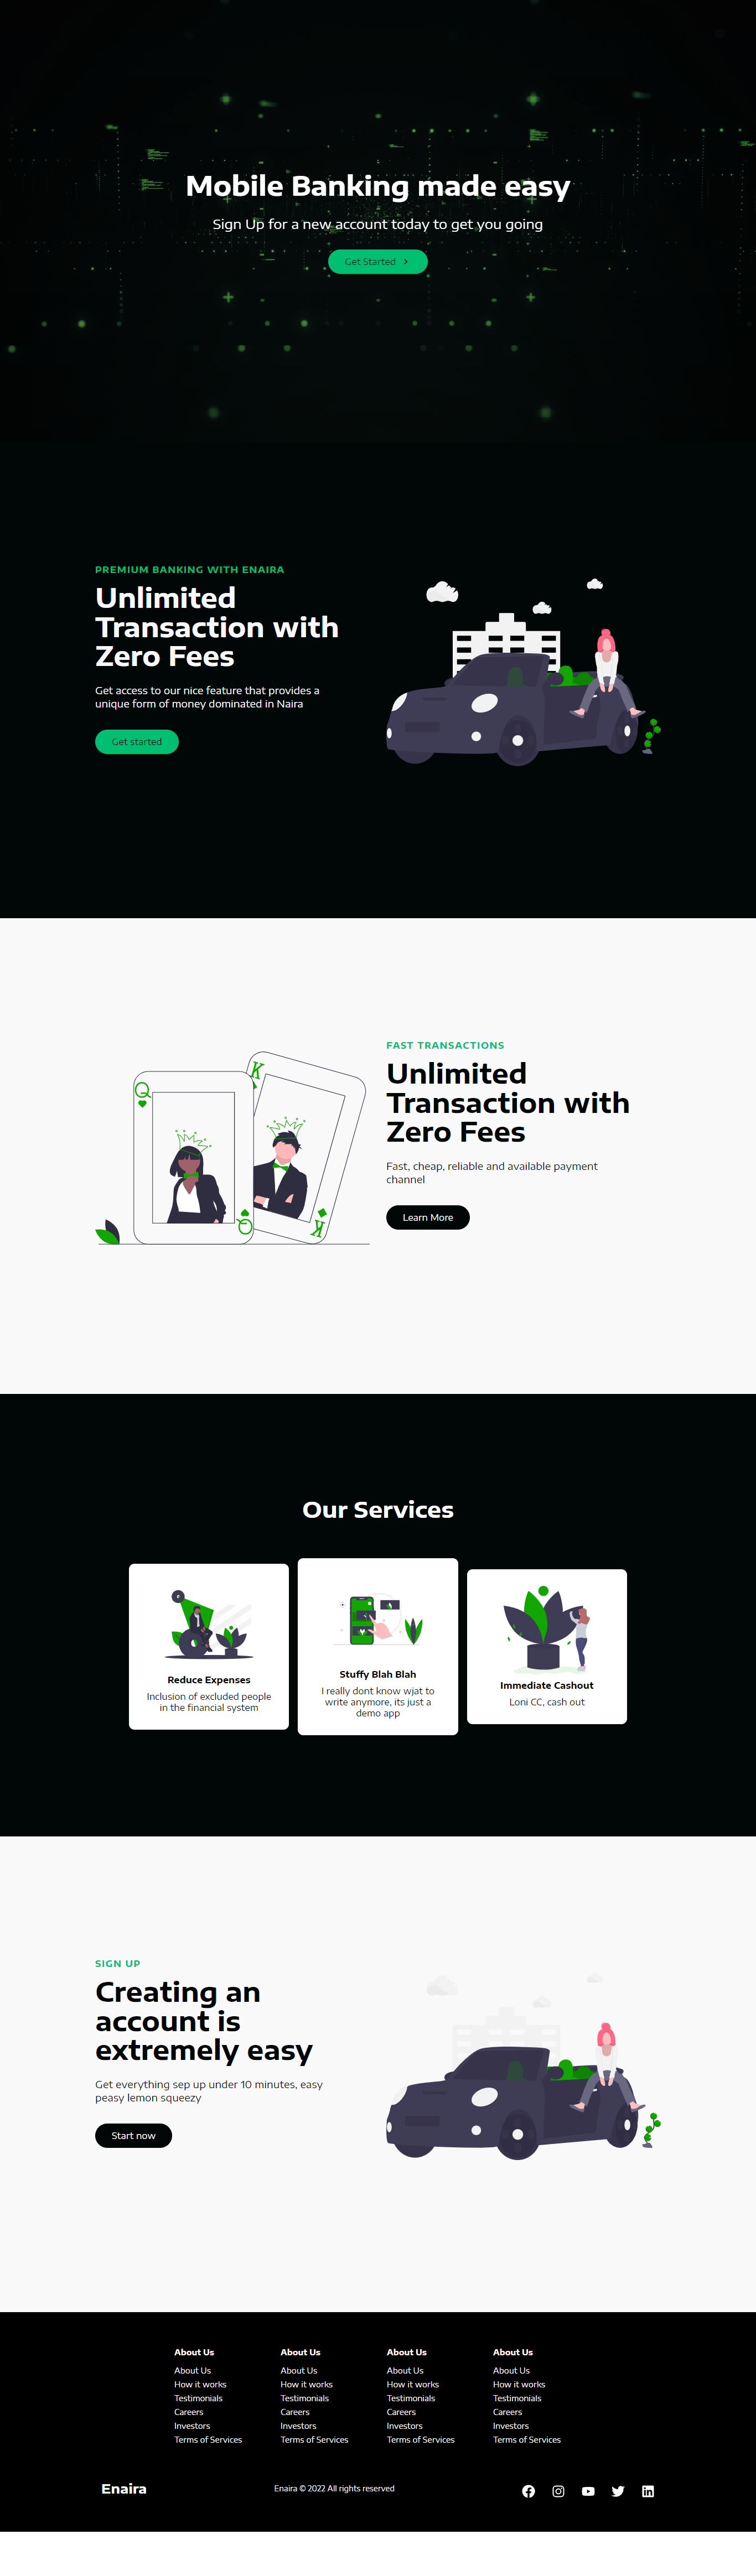 Mobile Banking made easy
Sign Up for a new account today to get you going
Get Started
PREMIUM BANKING WITH ENAIRA
Unlimited
Transaction with
Zero Fees
Get access to our nice feature that provides a
unique form of money dominated in Naira
Get started
Q
K
Q
K
FAST TRANSACTIONS
Unlimited
Transaction with
Zero Fees
Fast, cheap, reliable and available payment
channel
Learn More
Our Services
Reduce Expenses
Inclusion of excluded people
in the financial system
Stuffy Blah Blah
I really dont know wjat to
write anymore, its just a
demo app
Immediate Cashout
Loni CC, cash out
SIGN UP
Creating an
account is
extremely easy
Get everything sep up under 10 minutes, easy
peasy lemon squeezy
Start now
About Us
About Us
How it works
Testimonials
Careers
Investors
Terms of Services
About Us
About Us
How it works
Testimonials
Careers
Investors
Terms of Services
About Us
About Us
How it works
Testimonials
Careers
Investors
Terms of Services
About Us
About Us
How it works
Testimonials
Careers
Investors
Terms of Services
Enaira
Enaira © 2022 All rights reserved